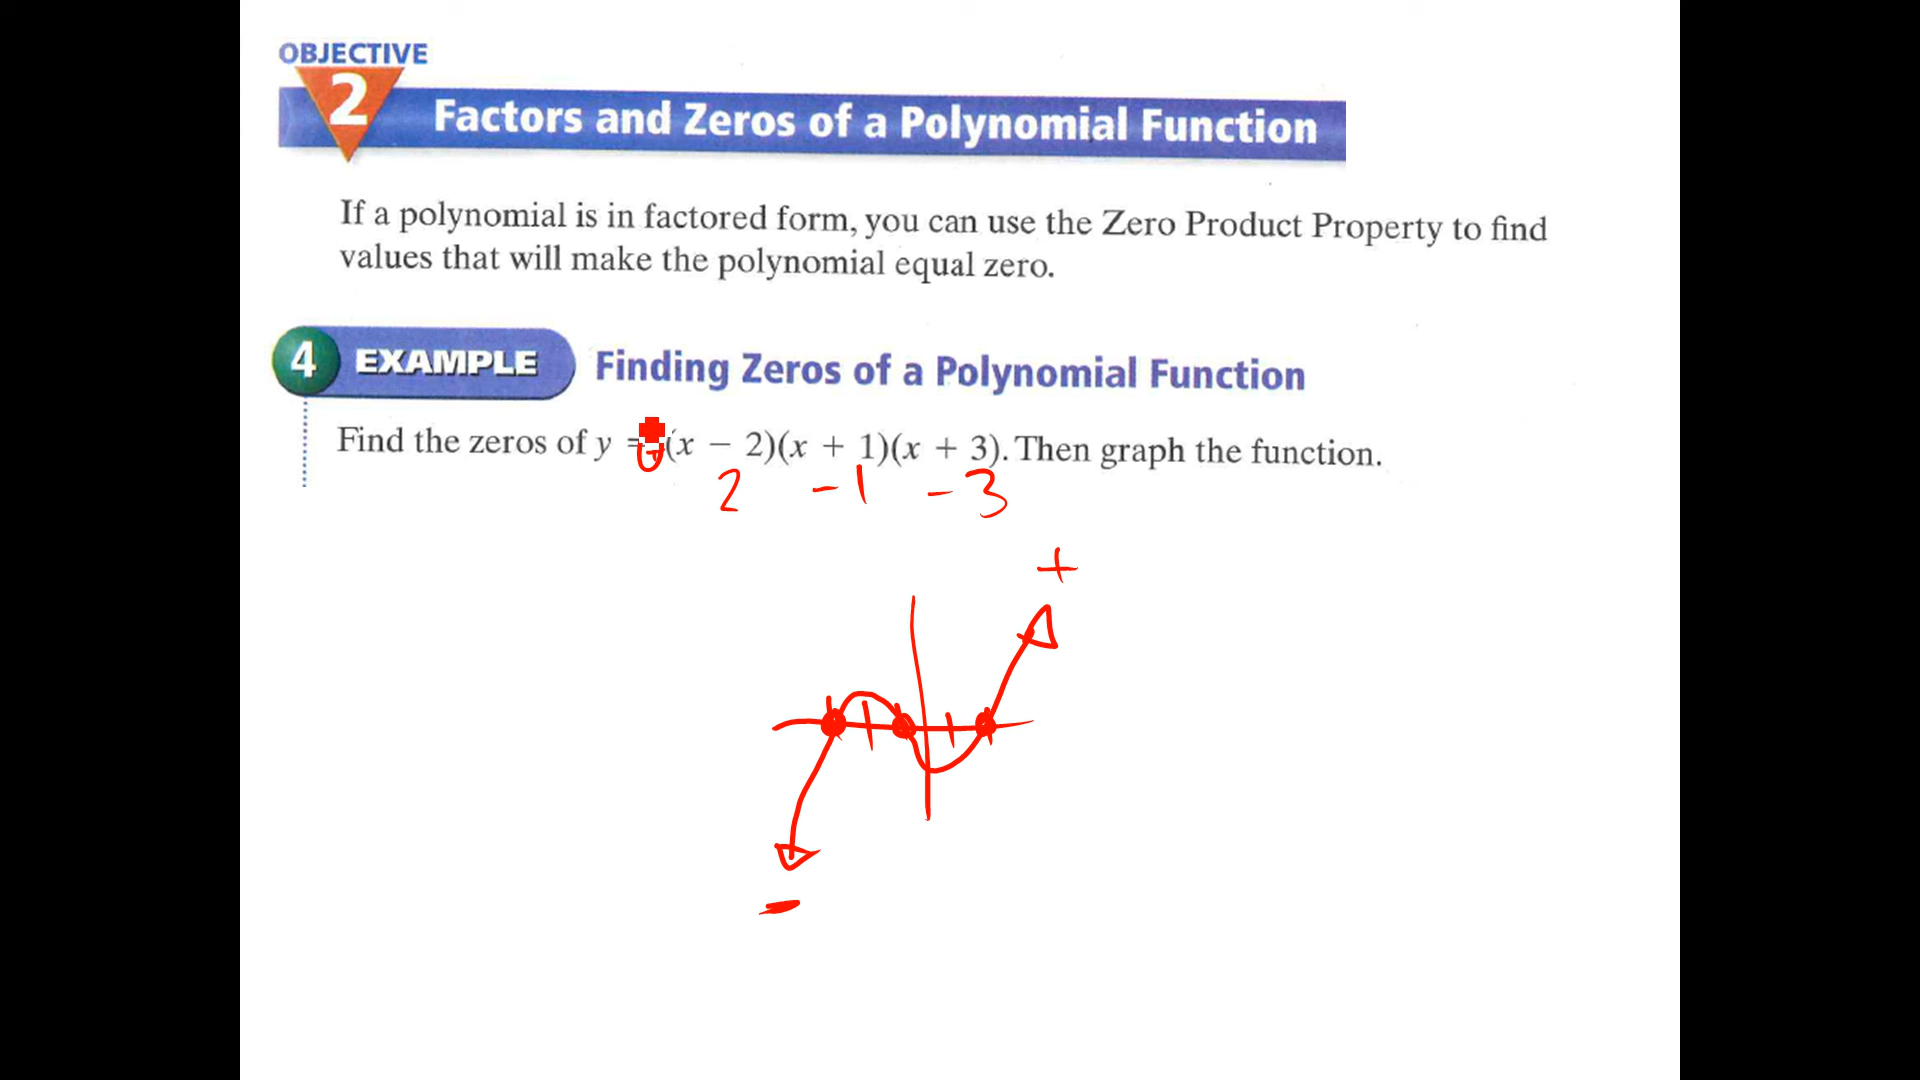 OBJECTIVE
2 Factors and Zeros of a Polynomial Function
If a polynomial is in factored form, you can use the Zero Product Property to find
values that will make the polynomial equal zero.
4 EXAMPLE Finding Zeros of a Polynomial Function
Find the zeros of y = (x − 2)(x + 1)(x + 3). Then graph the function.
2 -1 -3
+
-